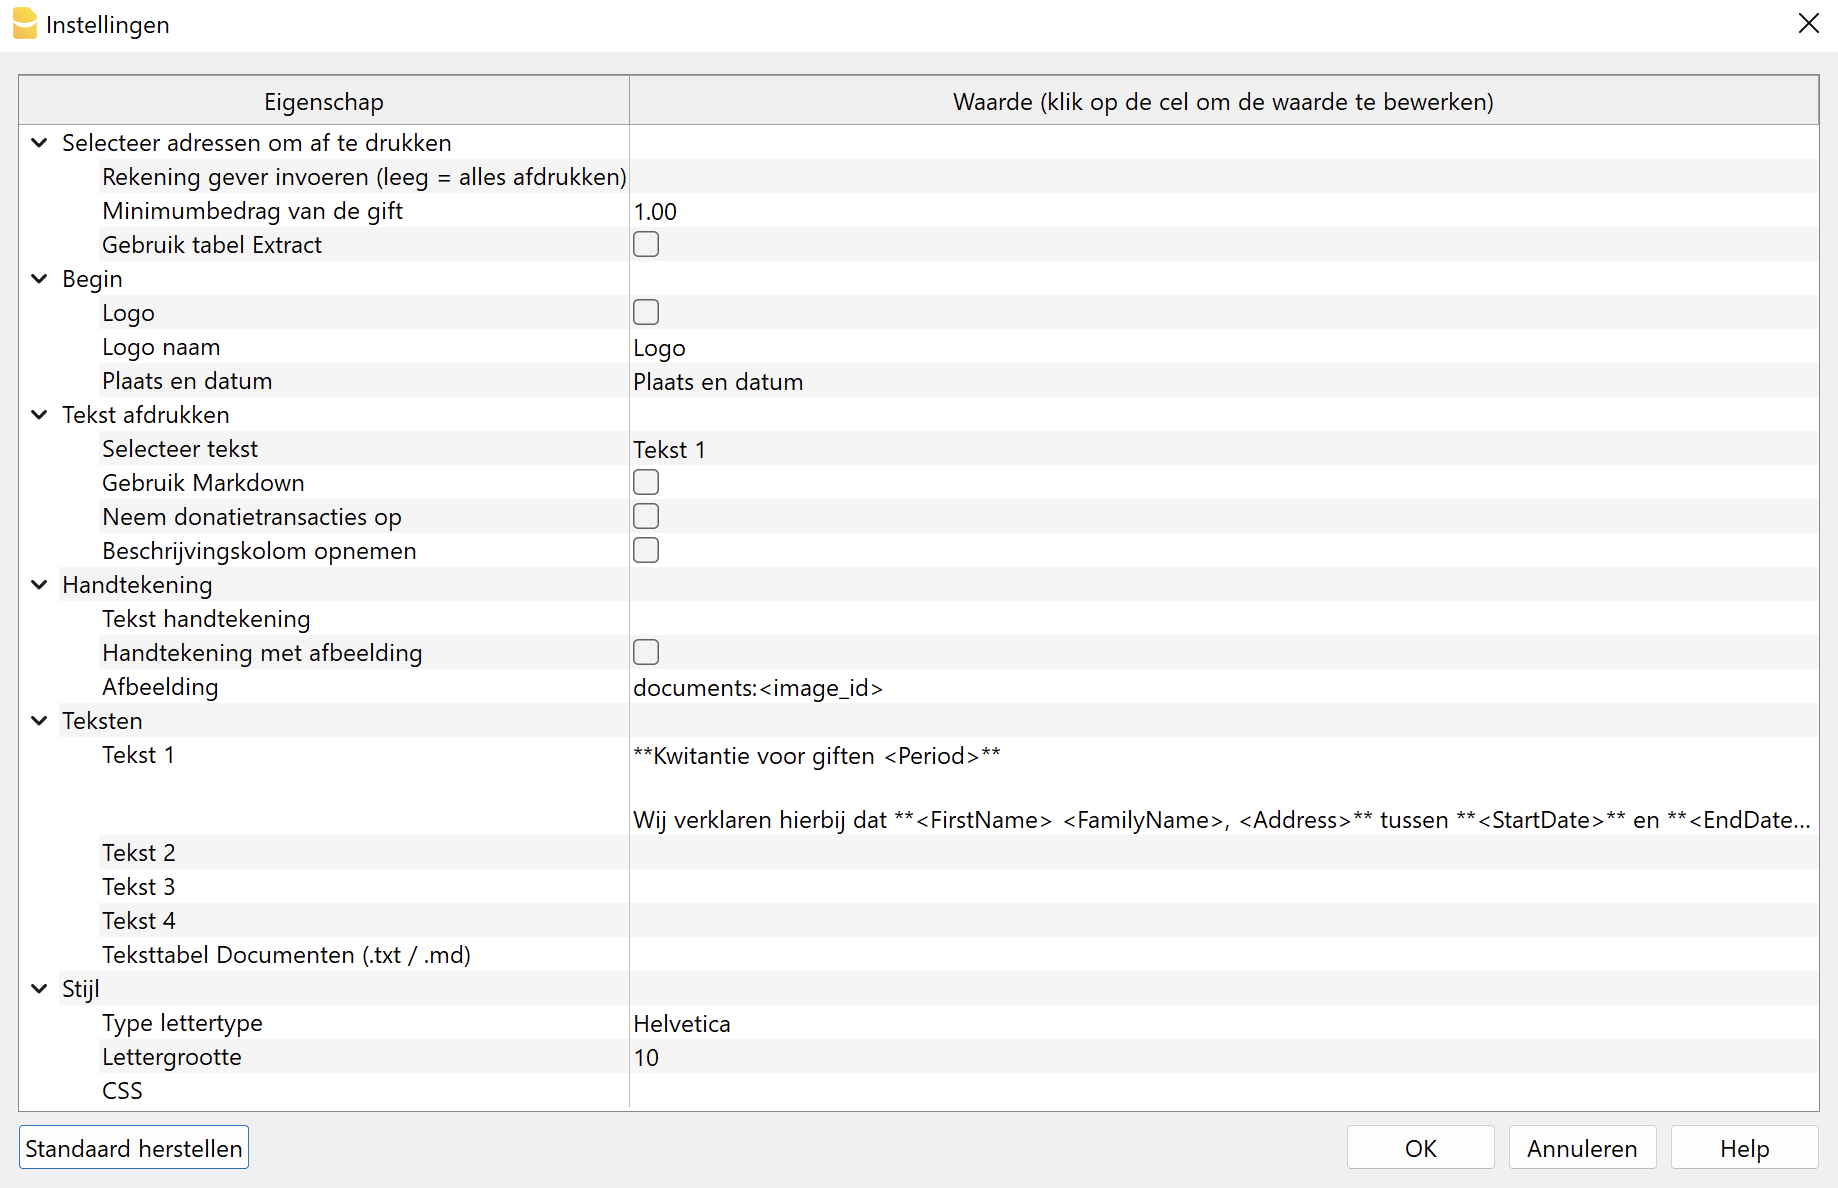 Instellingen
Eigenschap
Waarde (klik op de cel om de waarde te bewerken)
Selecteer adressen om af te drukken
Rekening gever invoeren (leeg = alles afdrukken)
Minimumbedrag van de gift
1.00
Gebruik tabel Extract
Begin
Logo
Logo naam
Logo
Plaats en datum
Plaats en datum
Tekst afdrukken
Selecteer tekst
Tekst 1
Gebruik Markdown
Neem donatietransacties op
Beschrijvingskolom opnemen
Handtekening
Tekst handtekening
Handtekening met afbeelding
Afbeelding
documents:<image_id>
Teksten
Tekst 1
**Kwitantie voor giften <Period>**
Wij verklaren hierbij dat **<FirstName> <FamilyName>, <Address>** tussen **<StartDate>** en **<EndDate...
Tekst 2
Tekst 3
Tekst 4
Teksttabel Documenten (.txt / .md)
Stijl
Type lettertype
Helvetica
Lettergrootte
10
CSS
Standaard herstellen
OK
Annuleren
Help